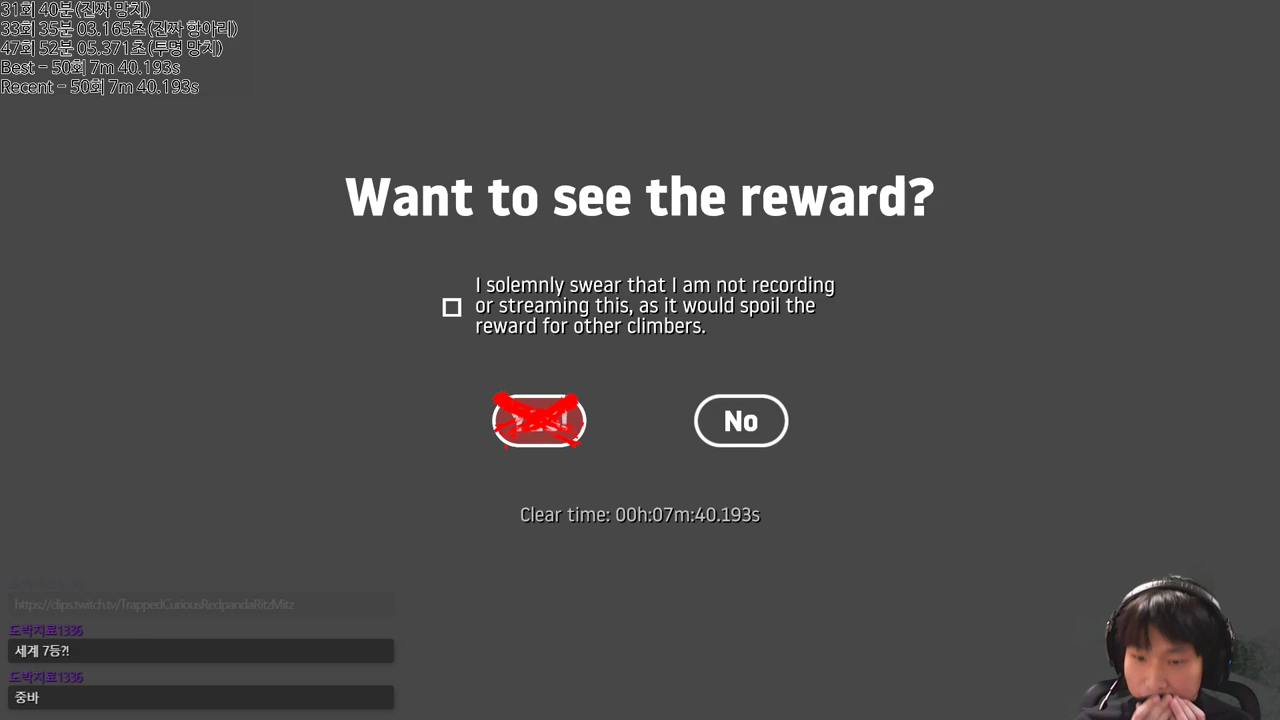 31회 40분(진짜 망치)
33회 35분 03.165초(진짜 항아리)
47회 52분 05.371초(투명 망치)
Best - 50회 7m 40.193s
Recent - 50회 7m 40.193s
Want to see the reward?
I solemnly swear that I am not recording
or streaming this, as it would spoil the
reward for other climbers.
No
Clear time: 00h:07m:40.193s
https://clips.twitch.tv/TrappedCuriousRedpandaRitzMitz
도박치료1336
세계 7등?!
도박치료1336
중바